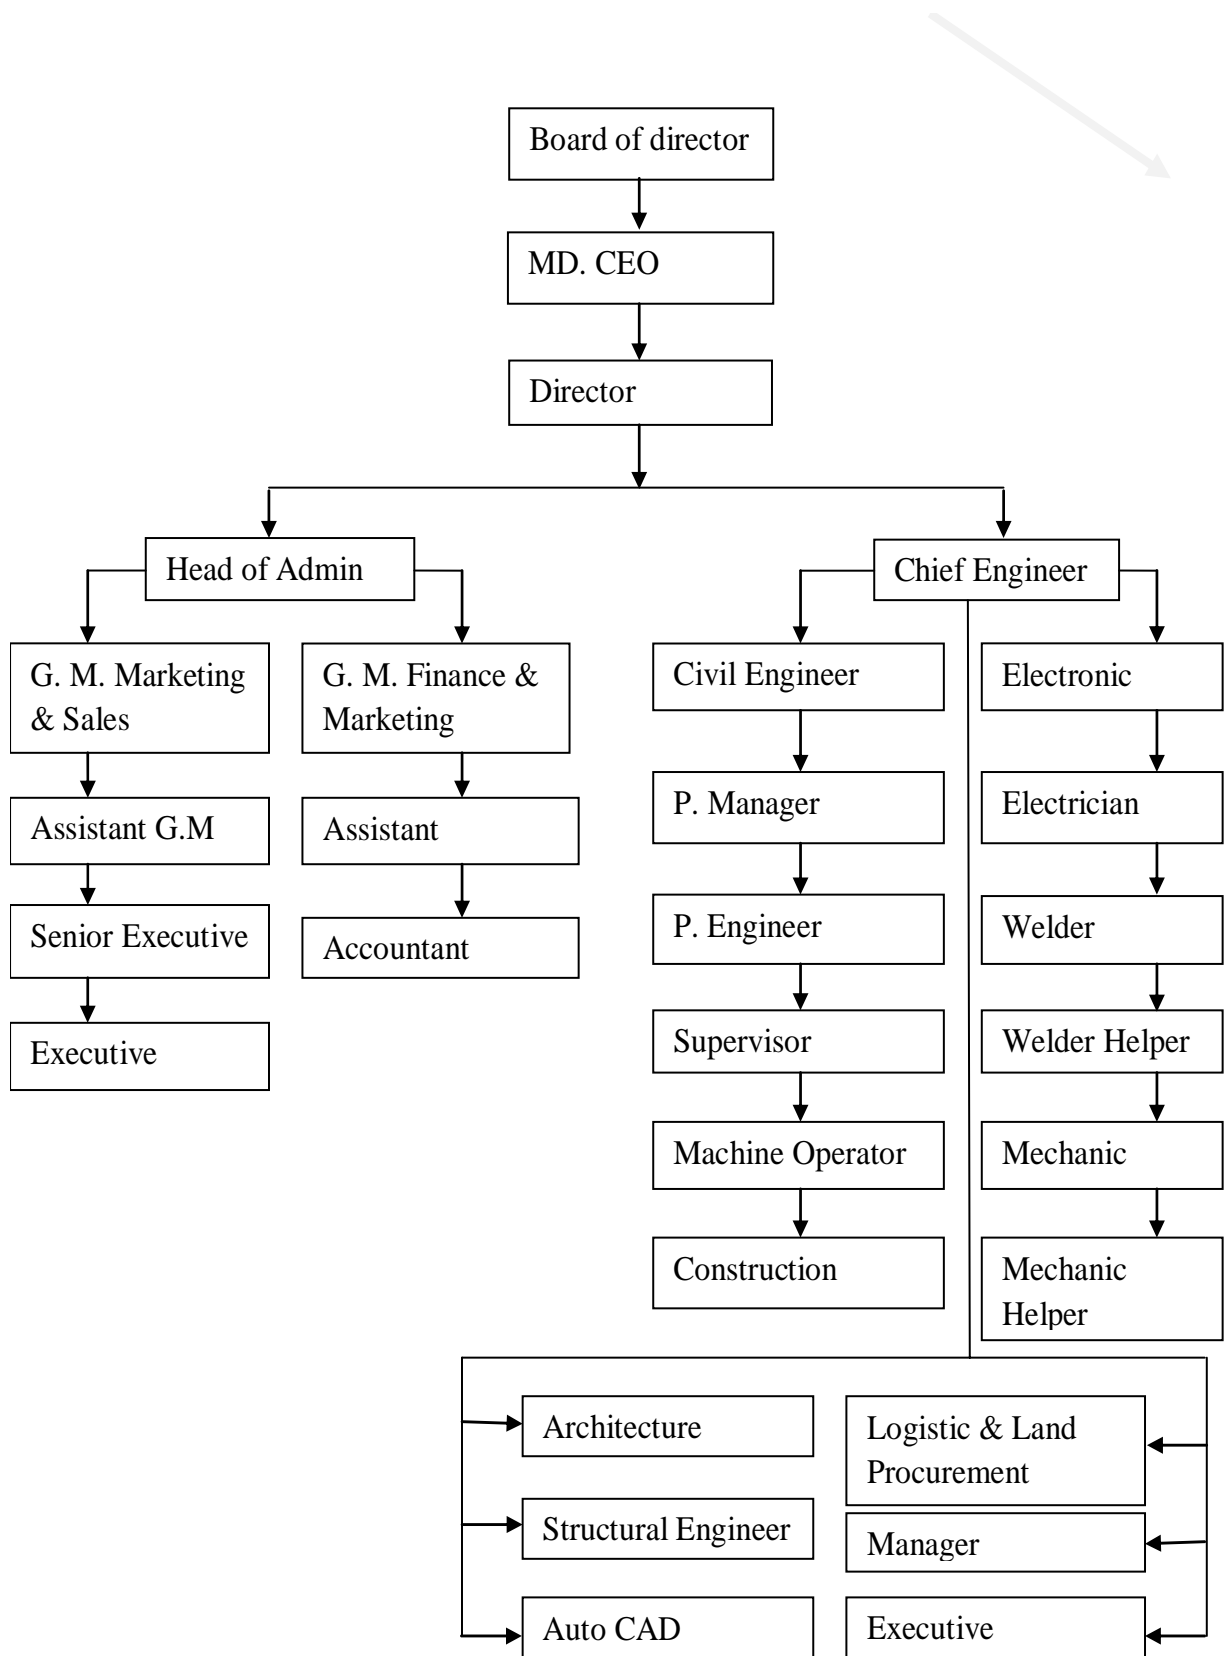 Board of director
MD. CEO
Director
Head of Admin
Chief Engineer
G. M. Marketing
& Sales
G. M. Finance &
Marketing
Civil Engineer
Electronic
Assistant G.M
Assistant
P. Manager
Electrician
Senior Executive
Accountant
P. Engineer
Welder
Executive
Supervisor
Welder Helper
Machine Operator
Mechanic
Construction
Mechanic
Helper
Architecture
Logistic & Land
Procurement
Structural Engineer
Manager
Auto CAD
Executive